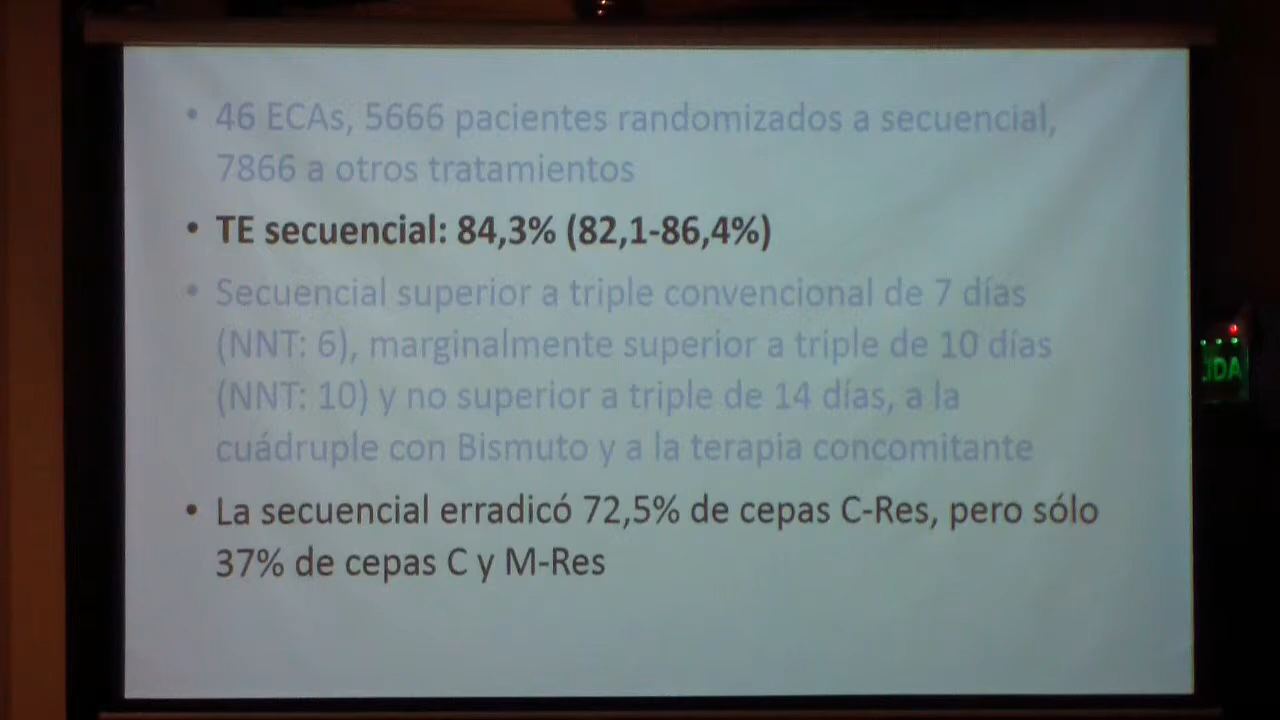 • 46 ECAs, 5666 pacientes randomizados a secuencial,
7866 a otros tratamientos
• TE secuencial: 84,3% (82,1-86,4%)
• Secuencial superior a triple convencional de 7 días
(NNT: 6), marginalmente superior a triple de 10 días
(NNT: 10) y no superior a triple de 14 días, a la
cuádruple con Bismuto y a la terapia concomitante
• La secuencial erradicó 72,5% de cepas C-Res, pero sólo
37% de cepas C y M-Res